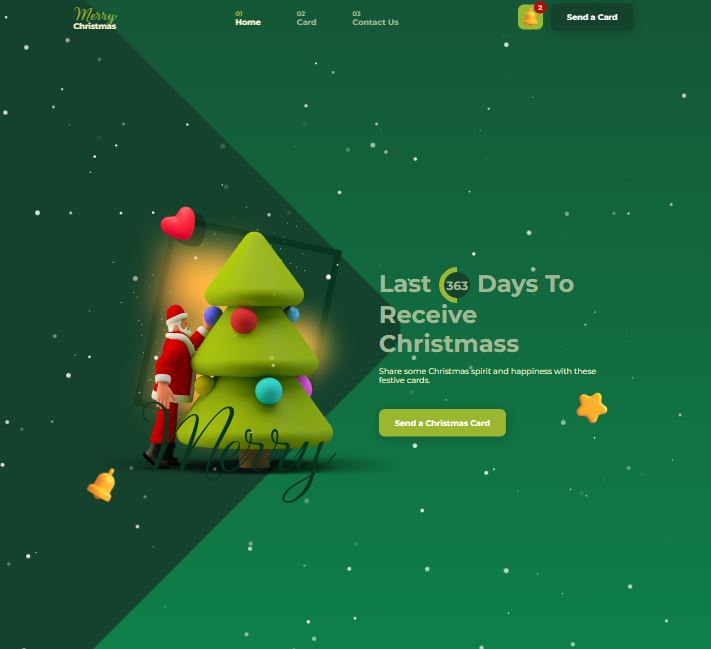 Merry
Christmas
01
Home
02
Card
03
Contact Us
2
Send a Card
Last 363 Days To
Receive
Christmass
Share some Christmas spirit and happiness with these
festive cards.
Send a Christmas Card
Merry